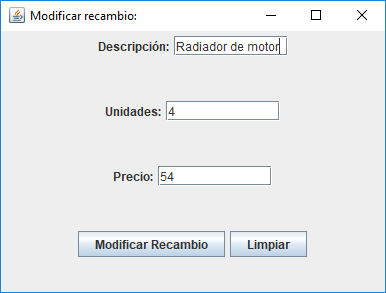 Modificar recambio:
Descripción: Radiador de motor
Unidades: 4
Precio: 54
Modificar Recambio Limpiar